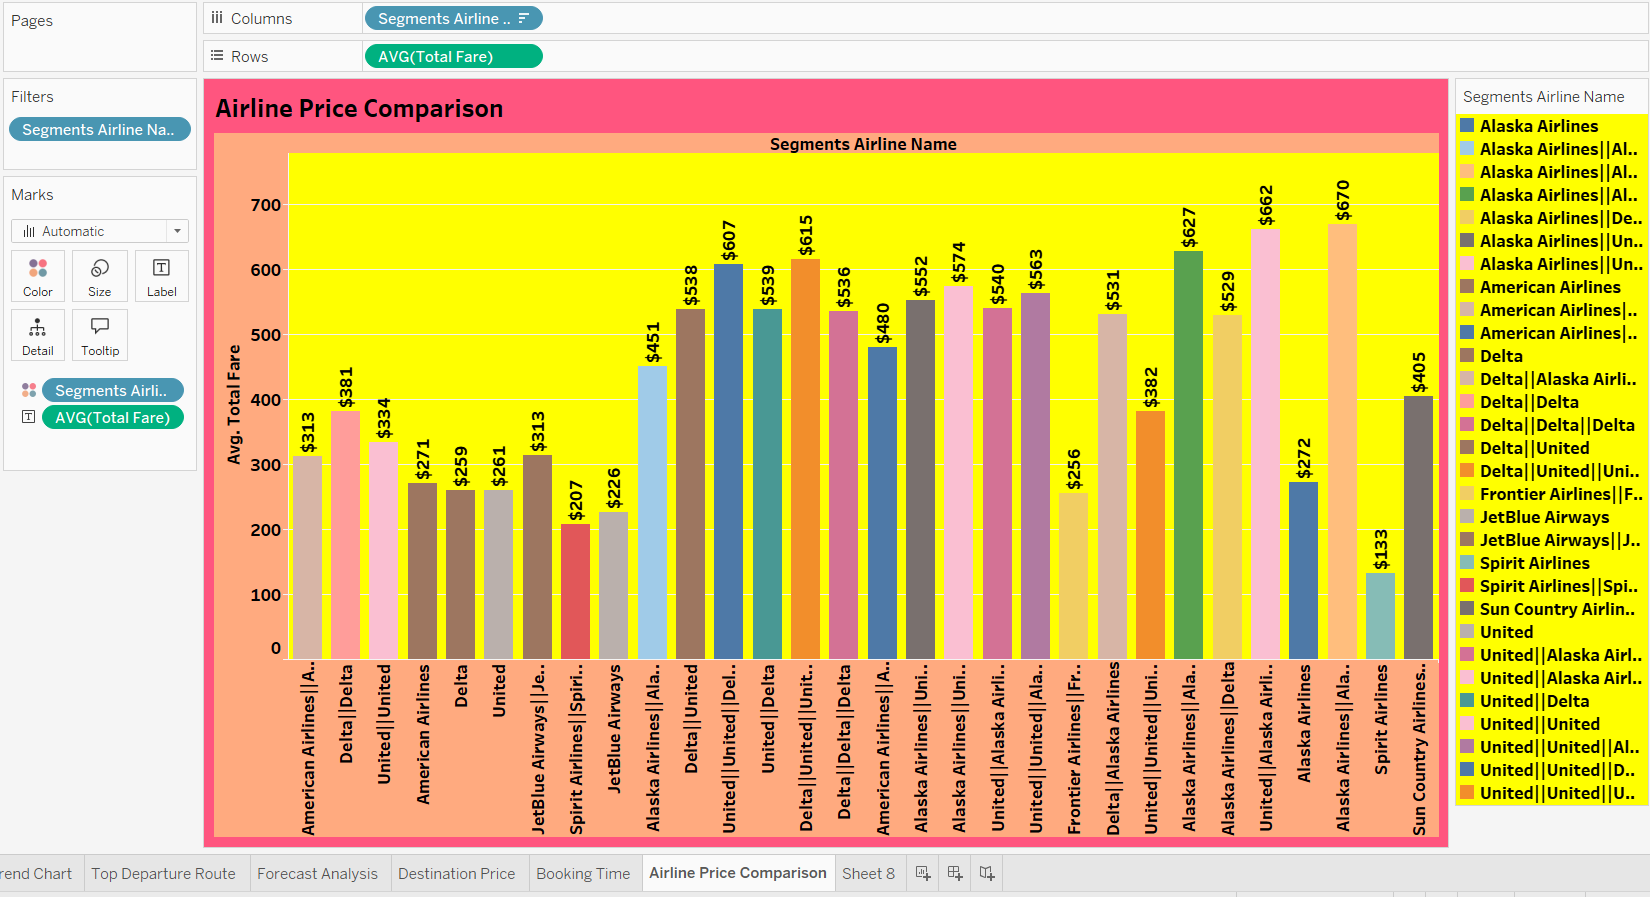 Pages
Columns
Segments Airline ..
Rows
AVG(Total Fare)
Filters
Segments Airline Na..
Marks
Automatic
Color
Size
Label
Detail
Tooltip
Segments Airli..
AVG(Total Fare)
Airline Price Comparison
Segments Airline Name
Avg. Total Fare
700
600
500
400
300
200
100
0
$313
$381
$334
$271
$259
$261
$313
$207
$226
$451
$538
$607
$539
$615
$536
$480
$552
$574
$540
$563
$256
$531
$382
$627
$529
$662
$272
$670
$133
$405
American Airlines||A..
Delta||Delta
United||United
American Airlines
Delta
United
JetBlue Airways||Je..
Spirit Airlines||Spiri..
JetBlue Airways
Alaska Airlines||Ala..
Delta||United
United||United||Del..
United||Delta
Delta||United||Unit..
Delta||Delta||Delta
American Airlines||A..
Alaska Airlines||Uni..
Alaska Airlines||Uni..
United||Alaska Airli..
United||United||Ala..
Frontier Airlines||Fr..
Delta||Alaska Airlines
United||United||Uni..
Alaska Airlines||Ala..
Alaska Airlines||Delta
United||Alaska Airli..
Alaska Airlines
Alaska Airlines||Ala..
Spirit Airlines
Sun Country Airlines..
Segments Airline Name
Alaska Airlines
Alaska Airlines||Al..
Alaska Airlines||Al..
Alaska Airlines||Al..
Alaska Airlines||De..
Alaska Airlines||Un..
Alaska Airlines||Un..
American Airlines
American Airlines|..
American Airlines|..
Delta
Delta||Alaska Airli..
Delta||Delta
Delta||Delta||Delta
Delta||United
Delta||United||Uni..
Frontier Airlines||F..
JetBlue Airways
JetBlue Airways||J..
Spirit Airlines
Spirit Airlines||Spi..
Sun Country Airlin..
United
United||Alaska Airl..
United||Alaska Airl..
United||Delta
United||United
United||United||Al..
United||United||D..
United||United||U..
rend Chart
Top Departure Route
Forecast Analysis
Destination Price
Booking Time
Airline Price Comparison
Sheet 8